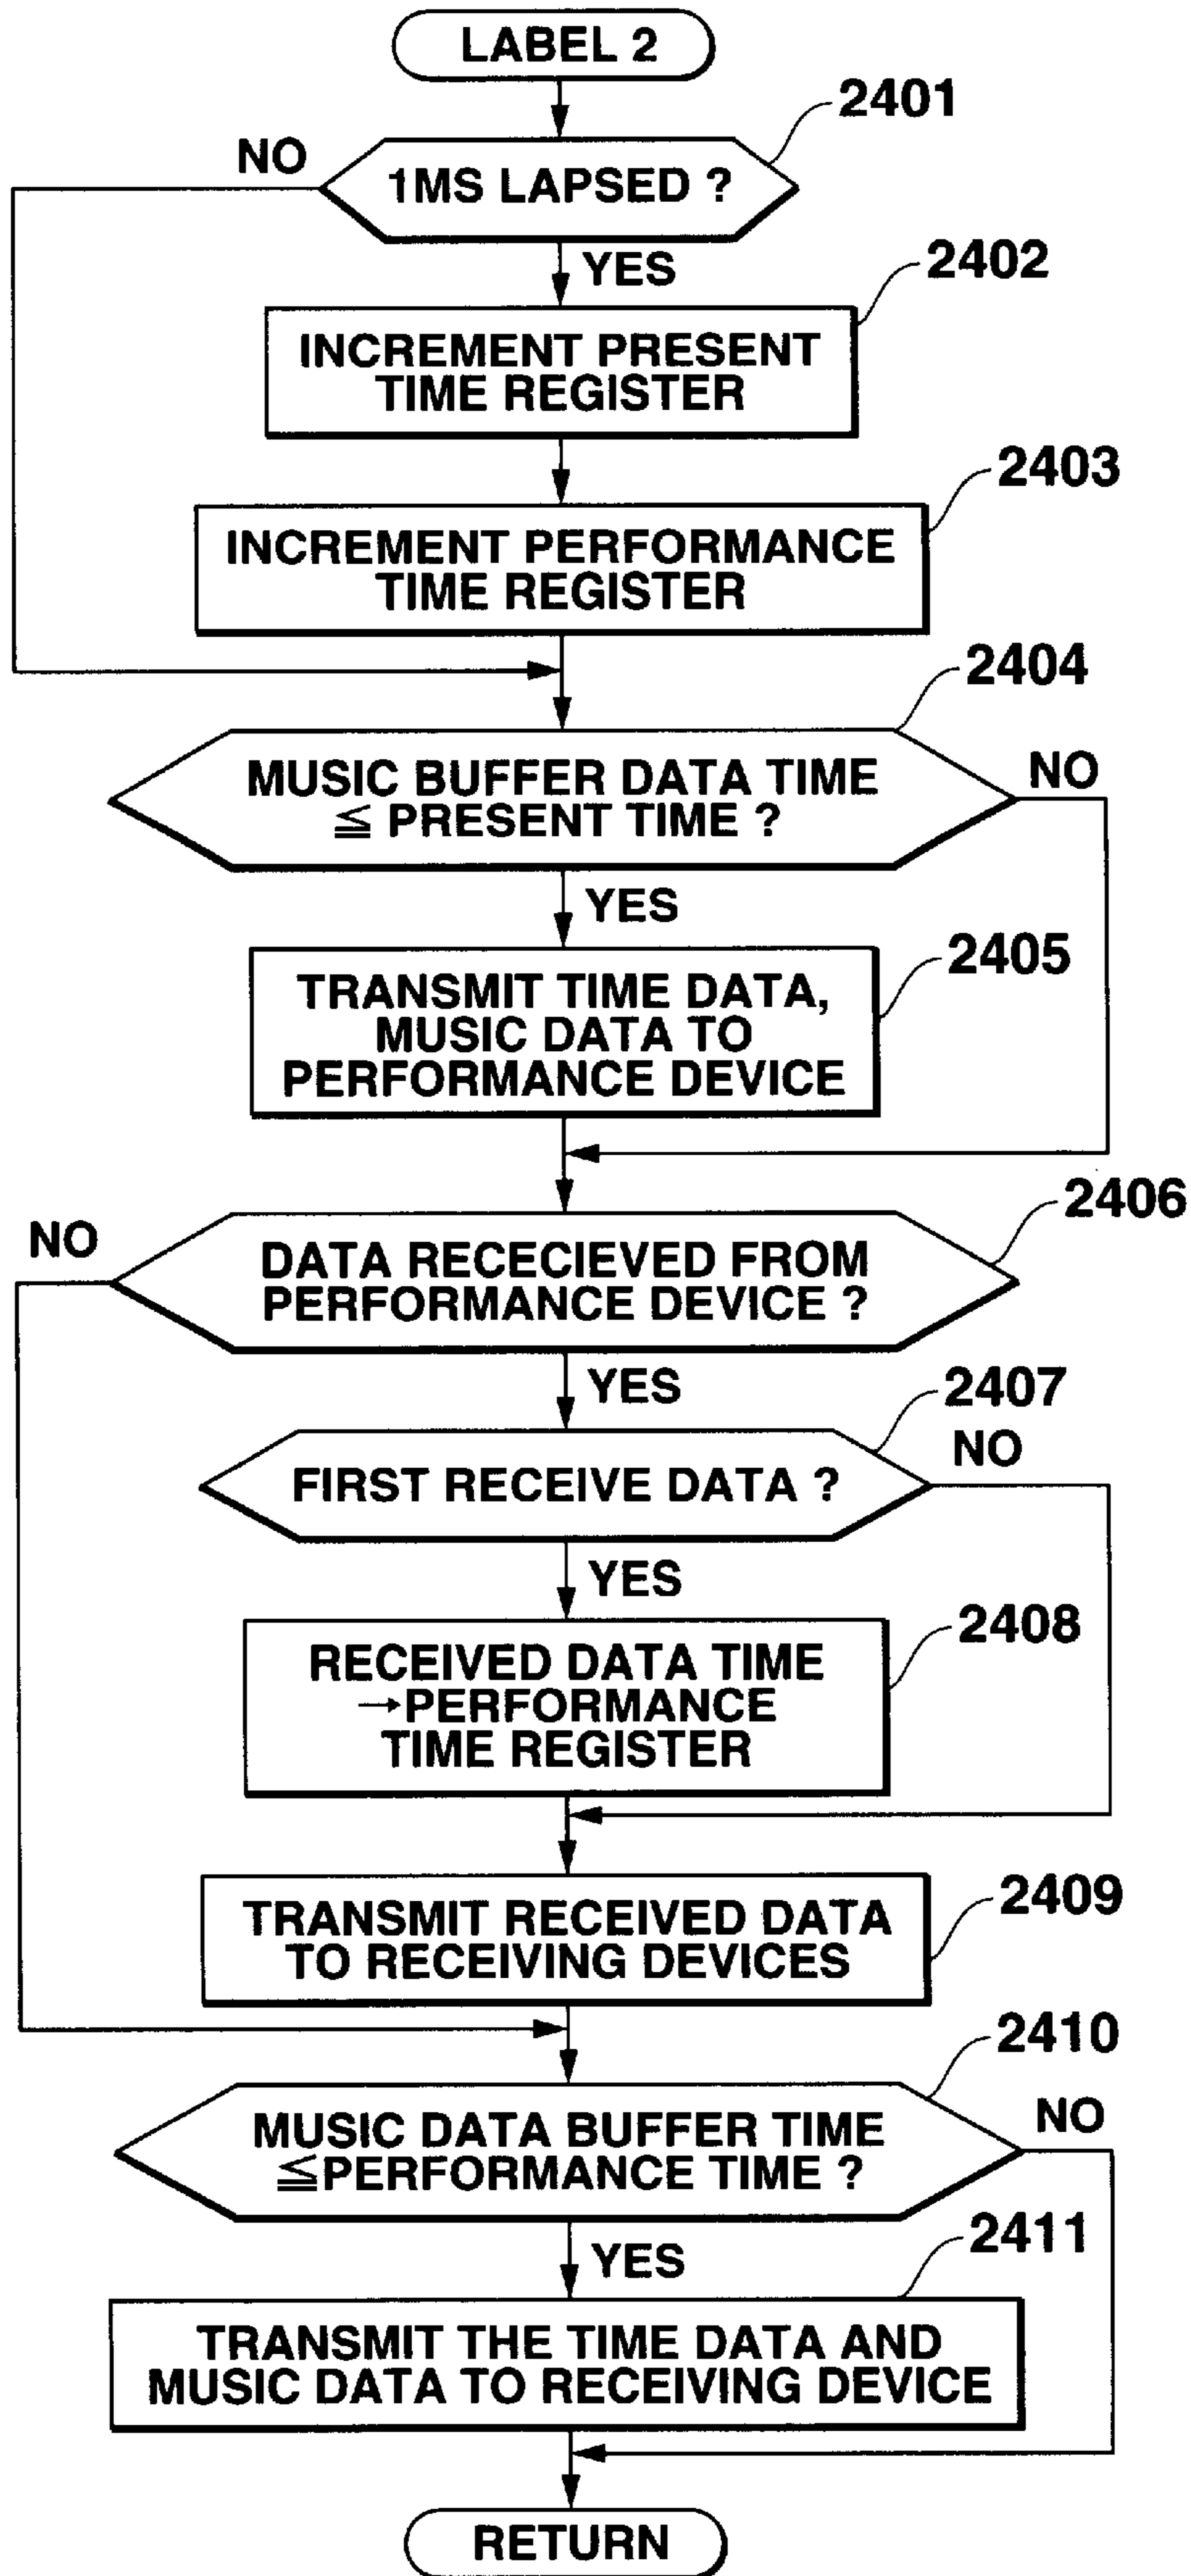 LABEL 2
2401
NO
1MS LAPSED ?
YES
2402
INCREMENT PRESENT
TIME REGISTER
2403
INCREMENT PERFORMANCE
TIME REGISTER
2404
MUSIC BUFFER DATA TIME
≦ PRESENT TIME ?
NO
YES
2405
TRANSMIT TIME DATA,
MUSIC DATA TO
PERFORMANCE DEVICE
2406
NO
DATA RECECIEVED FROM
PERFORMANCE DEVICE ?
YES
2407
NO
FIRST RECEIVE DATA ?
YES
2408
RECEIVED DATA TIME
→PERFORMANCE
TIME REGISTER
2409
TRANSMIT RECEIVED DATA
TO RECEIVING DEVICES
2410
NO
MUSIC DATA BUFFER TIME
≦PERFORMANCE TIME ?
YES
2411
TRANSMIT THE TIME DATA AND
MUSIC DATA TO RECEIVING DEVICE
RETURN